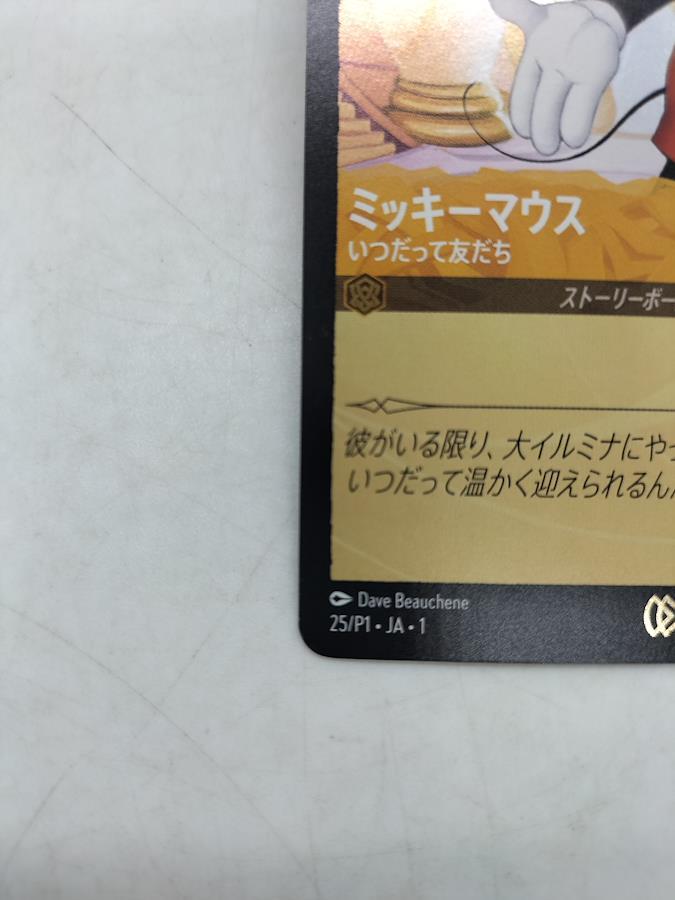 ミッキーマウス
いつだって友だち
ストーリーボー
彼がいる限り、大イルミナにやっ
いつだって温かく迎えられるん
Dave Beauchene
25/P1・JA・1